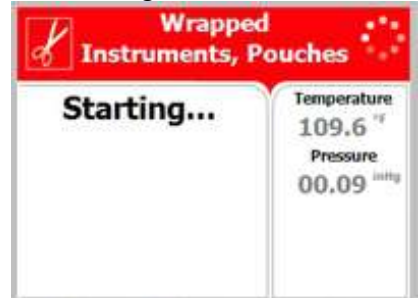 Wrapped
Instruments, Pouches
Starting...
Temperature
109.6 °F
Pressure
00.09 inHg